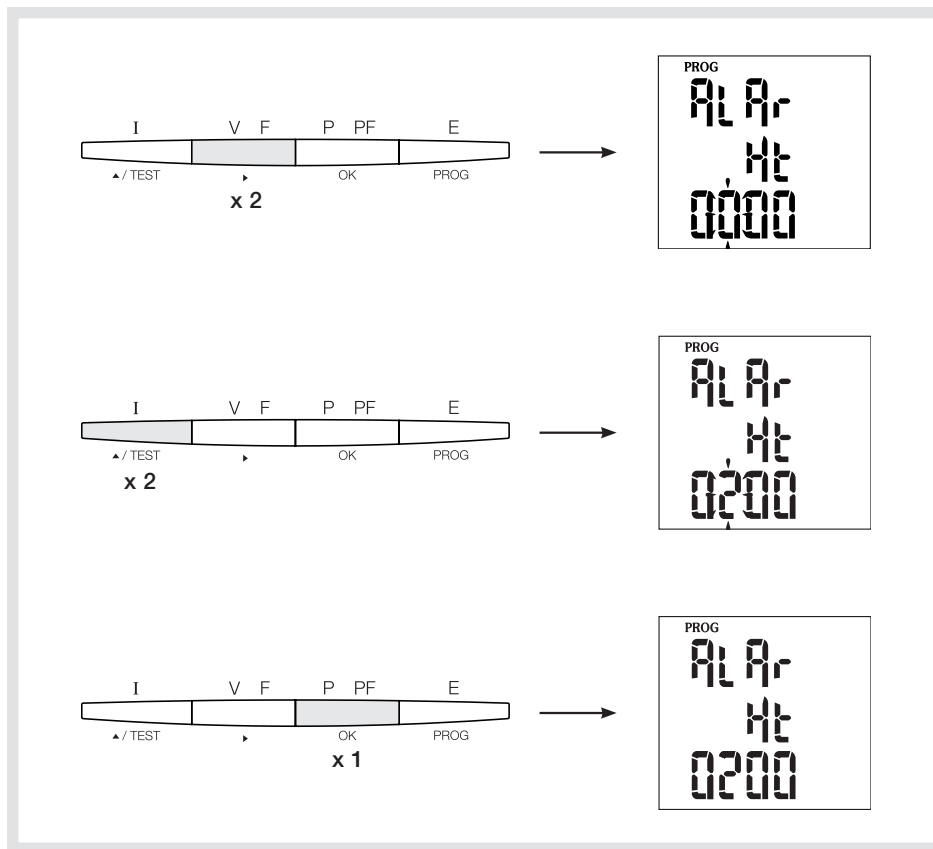 PROG
ALAr
Ht
0000
I V F P PF E
▲ / TEST ▶ OK PROG
x 2
PROG
ALAr
Ht
0200
I V F P PF E
▲ / TEST ▶ OK PROG
x 2
PROG
ALAr
Ht
0200
I V F P PF E
▲ / TEST ▶ OK PROG
x 1